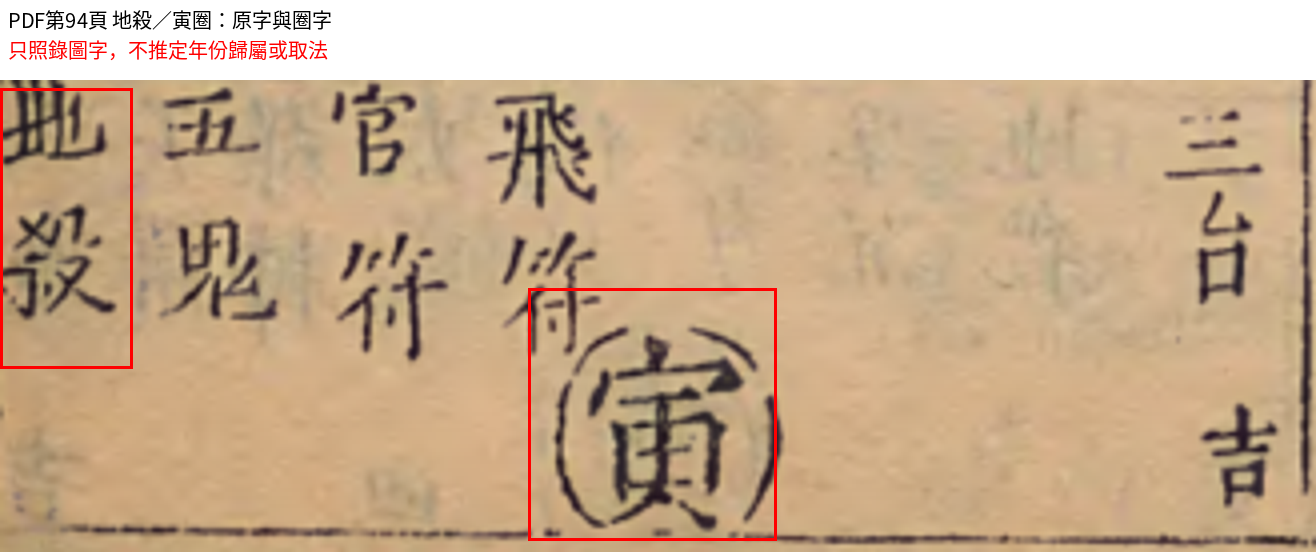 PDF第94頁 地殺／寅圈：原字與圈字
只照錄圖字，不推定年份歸屬或取法
三台 吉
飛符
寅
官符
五鬼
地殺